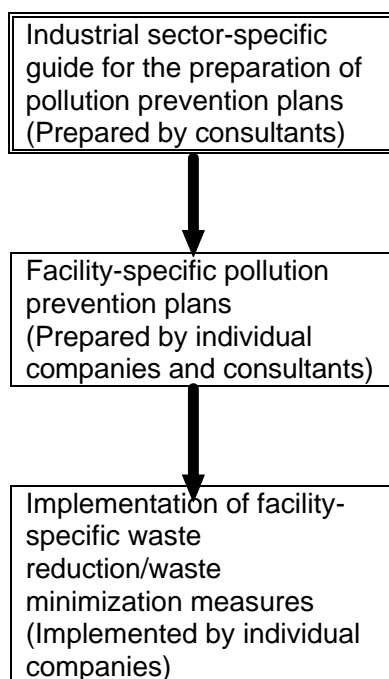 Industrial sector-specific
guide for the preparation of
pollution prevention plans
(Prepared by consultants)
Facility-specific pollution
prevention plans
(Prepared by individual
companies and consultants)
Implementation of facility-
specific waste
reduction/waste
minimization measures
(Implemented by individual
companies)